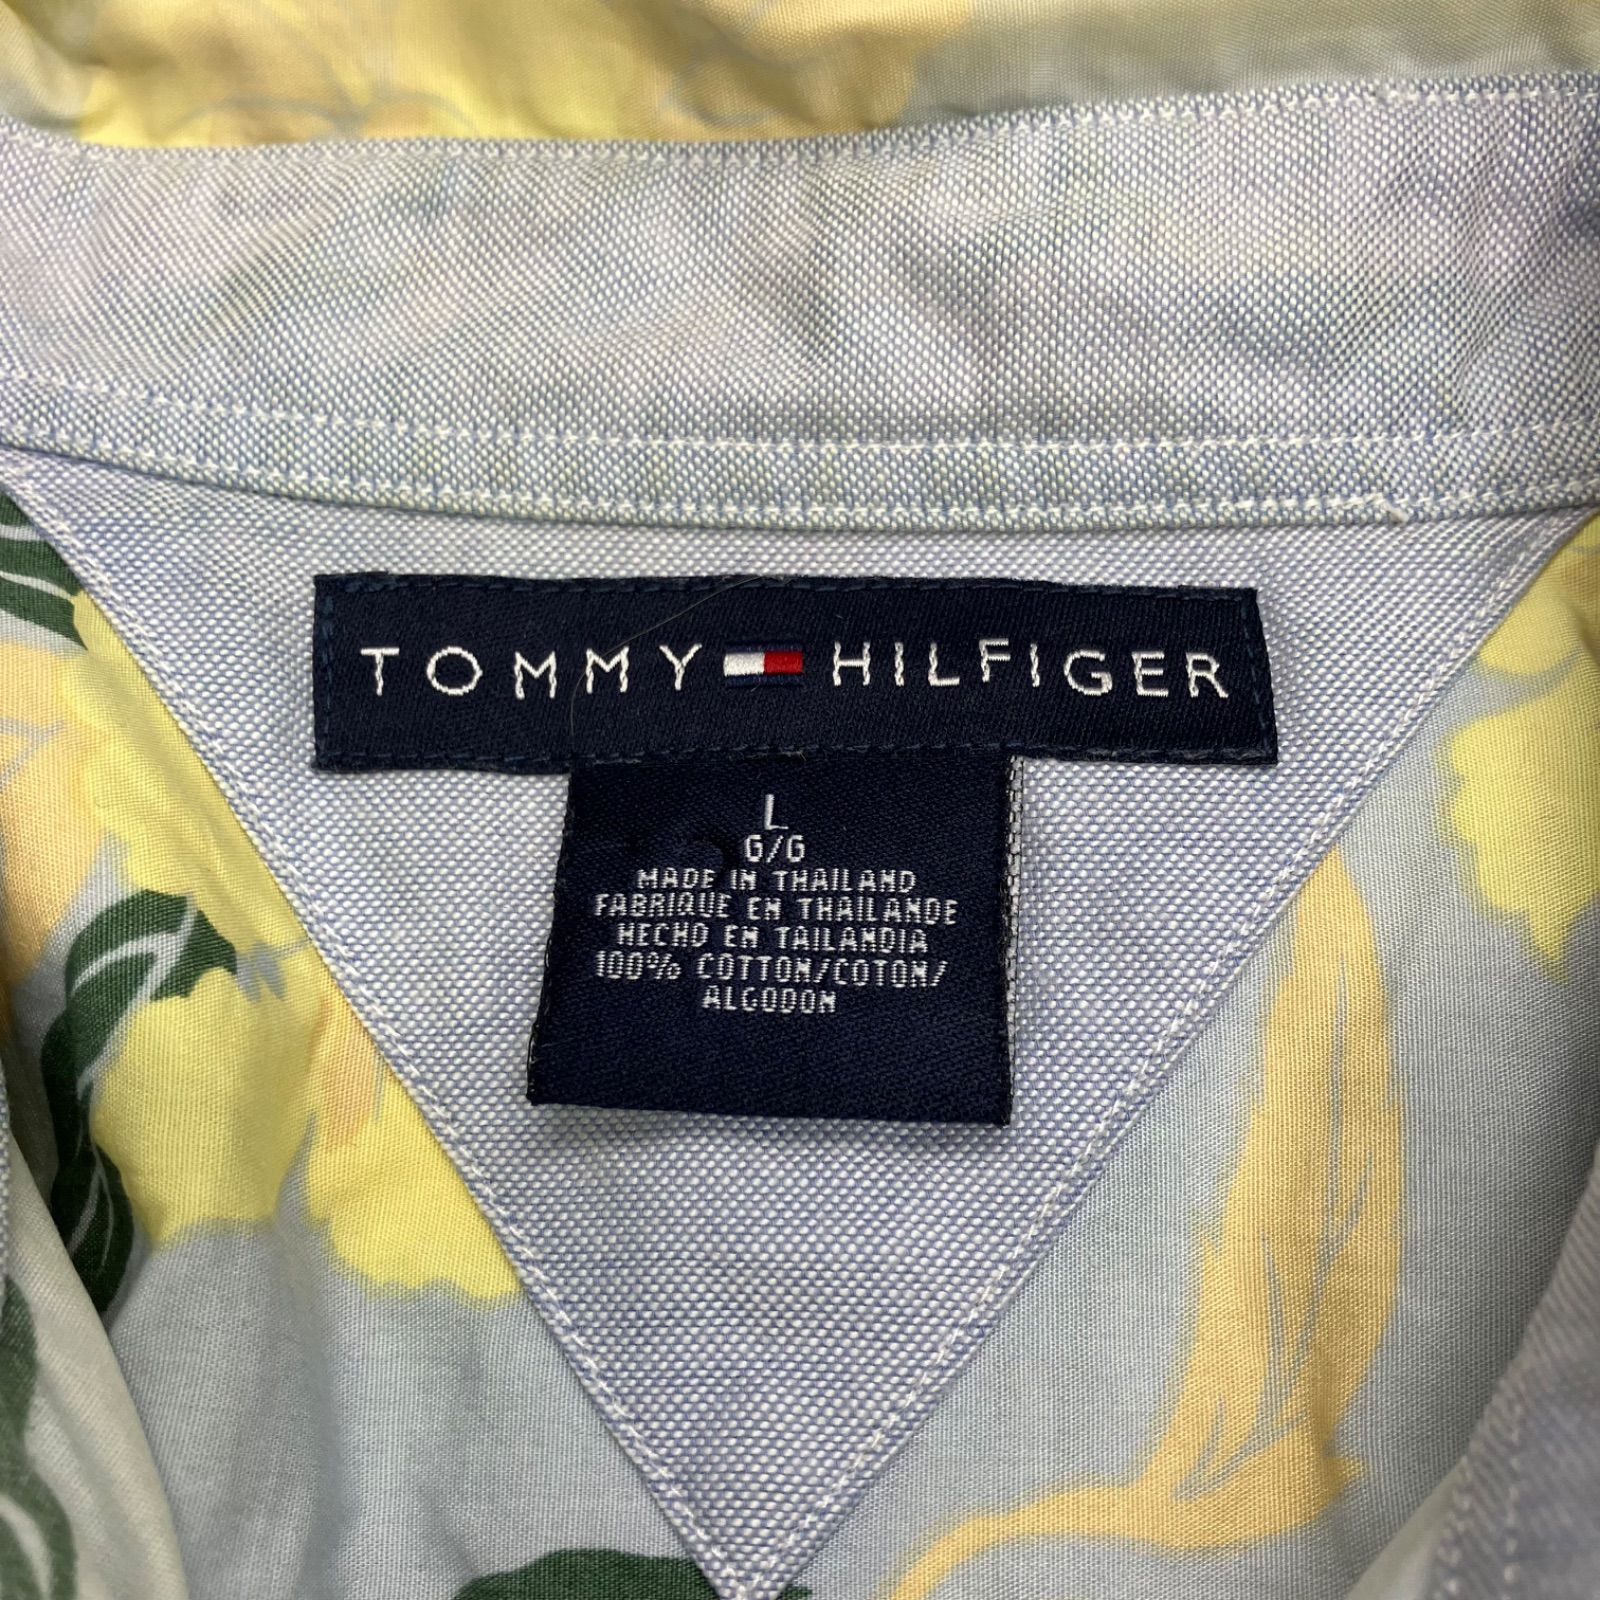 TOMMY HILFIGER
L
G/G
MADE IN THAILAND
FABRIQUE EN THAILANDE
HECHO EN TAILANDIA
100% COTTON/COTON/
ALGODON